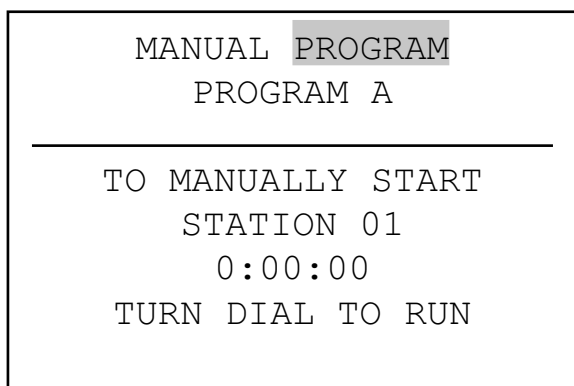 MANUAL PROGRAM
PROGRAM A
TO MANUALLY START
STATION 01
0:00:00
TURN DIAL TO RUN